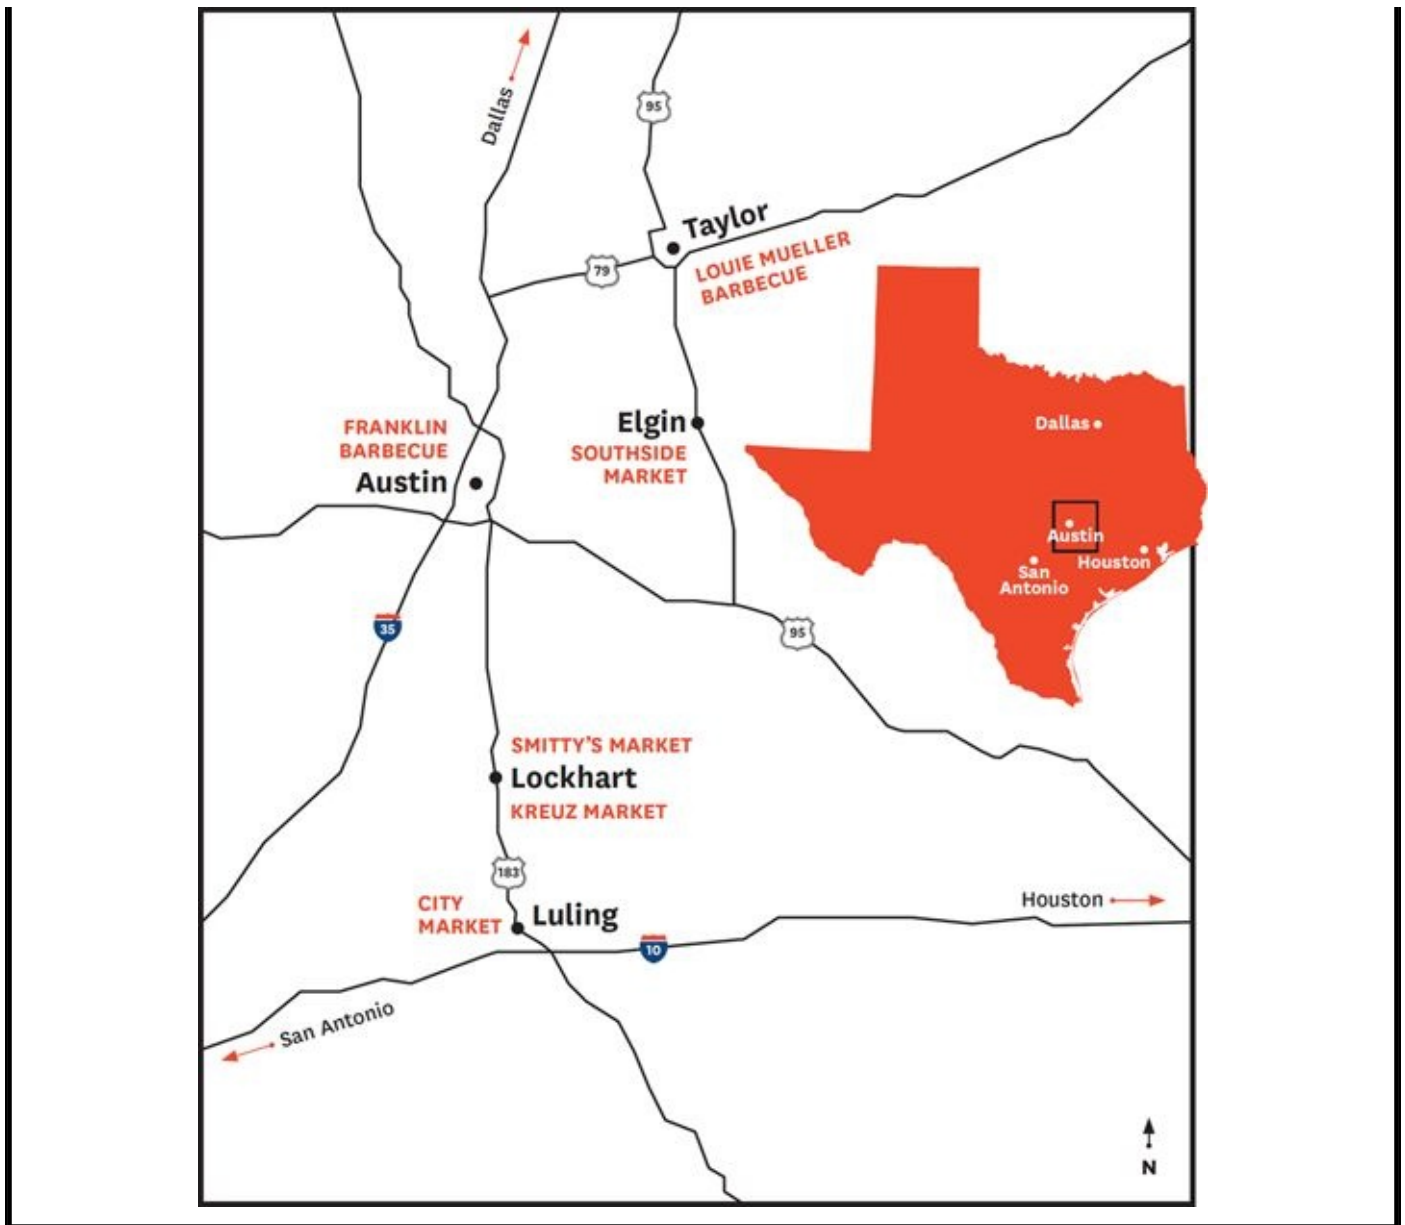 Dallas
95
Taylor
LOUIE MUELLER
BARBECUE
79
FRANKLIN
BARBECUE
Austin
Elgin
SOUTHSIDE
MARKET
Dallas
Austin
Houston
San
Antonio
35
95
SMITTY'S MARKET
Lockhart
KREUZ MARKET
183
CITY
MARKET
Luling
Houston
10
San Antonio
N